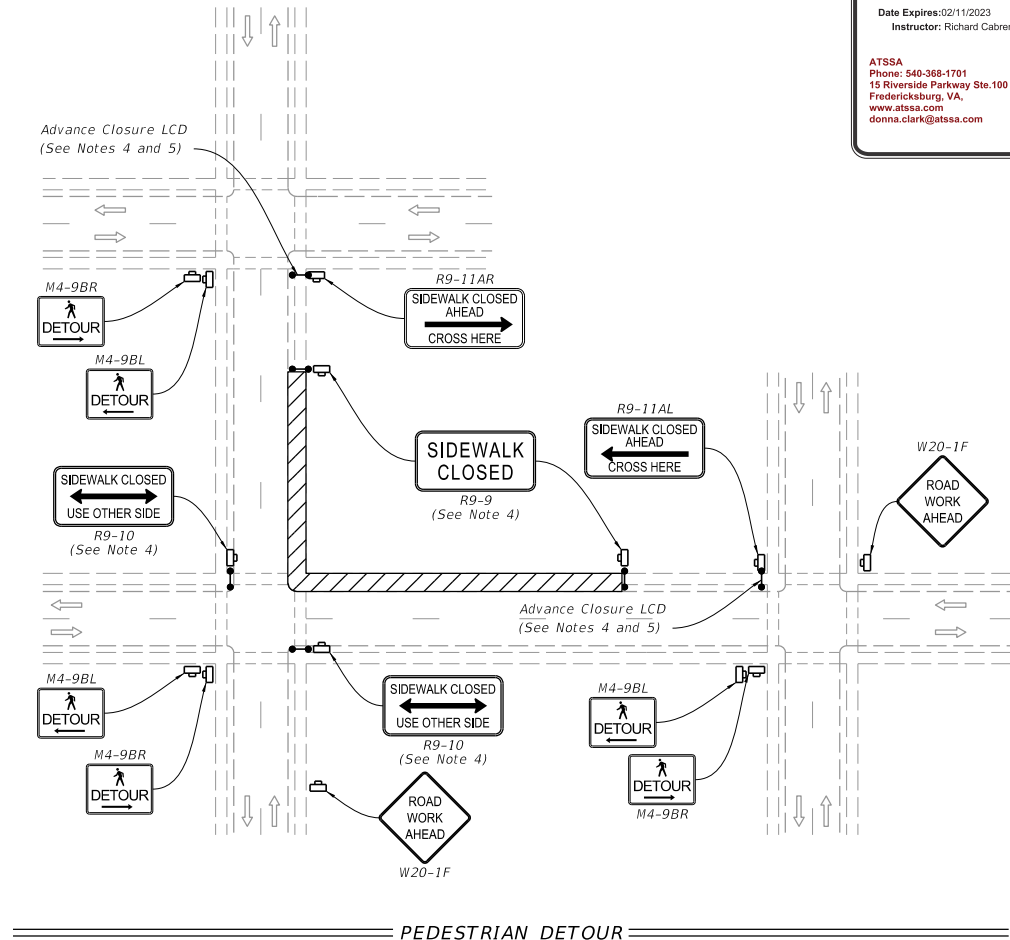 Date Expires:02/11/2023
Instructor: Richard Cabrer
ATSSA
Phone: 540-368-1701
15 Riverside Parkway Ste.100
Fredericksburg, VA,
www.atssa.com
donna.clark@atssa.com
Advance Closure LCD
(See Notes 4 and 5)
M4-9BR
DETOUR
M4-9BL
DETOUR
R9-11AR
SIDEWALK CLOSED
AHEAD
CROSS HERE
SIDEWALK
CLOSED
R9-9
(See Note 4)
R9-11AL
SIDEWALK CLOSED
AHEAD
CROSS HERE
W20-1F
ROAD
WORK
AHEAD
SIDEWALK CLOSED
USE OTHER SIDE
R9-10
(See Note 4)
Advance Closure LCD
(See Notes 4 and 5)
M4-9BL
DETOUR
M4-9BR
DETOUR
SIDEWALK CLOSED
USE OTHER SIDE
R9-10
(See Note 4)
M4-9BL
DETOUR
DETOUR
M4-9BR
ROAD
WORK
AHEAD
W20-1F
PEDESTRIAN DETOUR